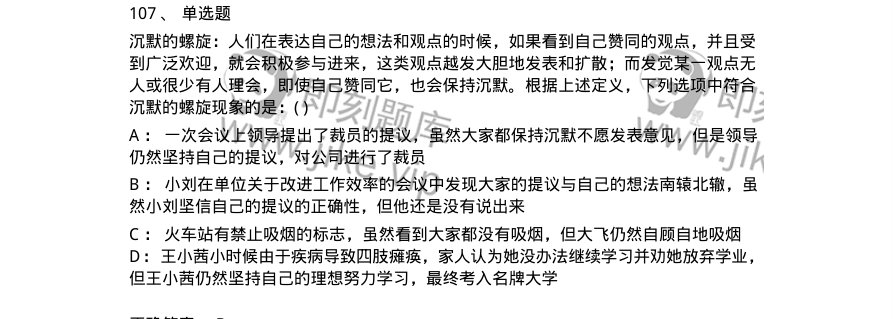 107 、 单选题
沉默的螺旋：人们在表达自己的想法和观点的时候，如果看到自己赞同的观点，并且受
到广泛欢迎，就会积极参与进来，这类观点越发大胆地发表和扩散；而发觉某一观点无
人或很少有人理会，即使自己赞同它，也会保持沉默。根据上述定义，下列选项中符合
沉默的螺旋现象的是：( )
A ： 一次会议上领导提出了裁员的提议，虽然大家都保持沉默不愿发表意见，但是领导
仍然坚持自己的提议，对公司进行了裁员
B ： 小刘在单位关于改进工作效率的会议中发现大家的提议与自己的想法南辕北辙，虽
然小刘坚信自己的提议的正确性，但他还是没有说出来
C ： 火车站有禁止吸烟的标志，虽然看到大家都没有吸烟，但大飞仍然自顾自地吸烟
D：王小茜小时候由于疾病导致四肢瘫痪，家人认为她没办法继续学习并劝她放弃学业，
但王小茜仍然坚持自己的理想努力学习，最终考入名牌大学
即刻题库
www.jike.vip
即刻
www.jike